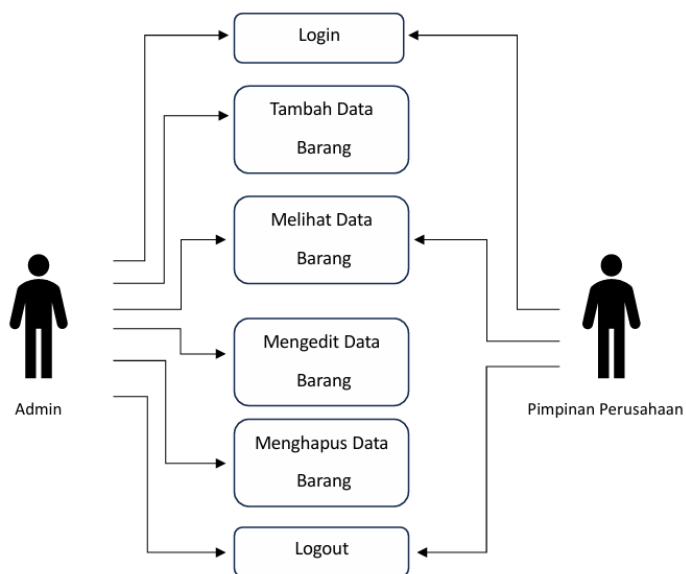 Login
Tambah Data
Barang
Melihat Data
Barang
Mengedit Data
Barang
Admin
Pimpinan Perusahaan
Menghapus Data
Barang
Logout